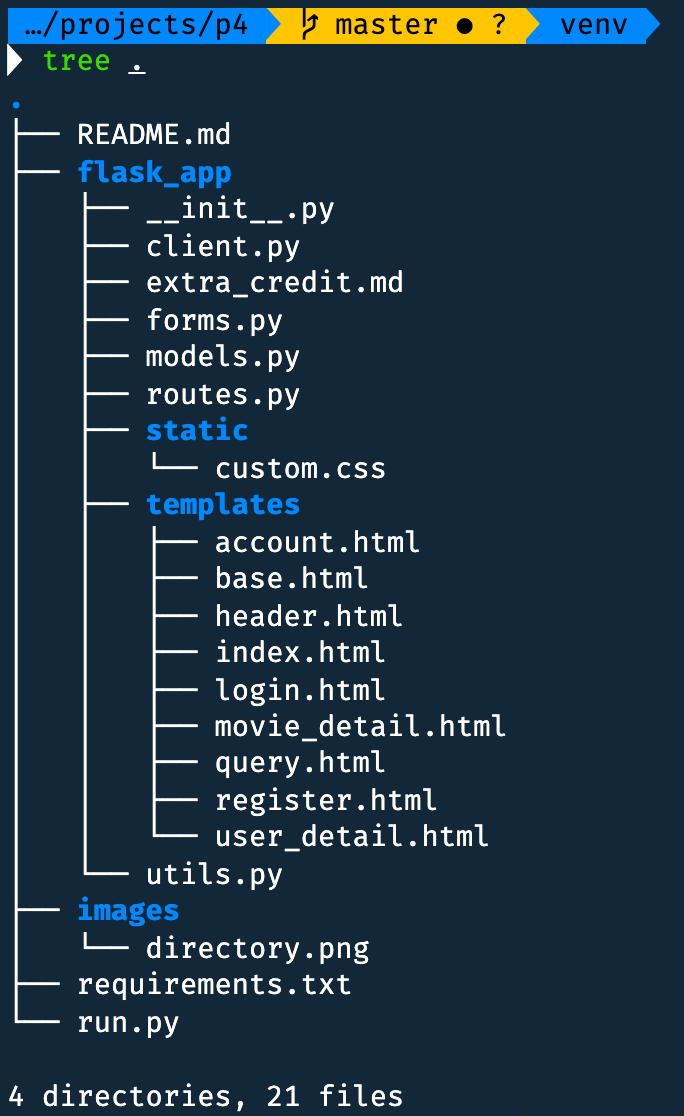 …/projects/p4 master ● ? venv
tree .
.
├── README.md
├── flask_app
│   ├── __init__.py
│   ├── client.py
│   ├── extra_credit.md
│   ├── forms.py
│   ├── models.py
│   ├── routes.py
│   ├── static
│   │   └── custom.css
│   ├── templates
│   │   ├── account.html
│   │   ├── base.html
│   │   ├── header.html
│   │   ├── index.html
│   │   ├── login.html
│   │   ├── movie_detail.html
│   │   ├── query.html
│   │   ├── register.html
│   │   └── user_detail.html
│   └── utils.py
├── images
│   └── directory.png
├── requirements.txt
└── run.py
4 directories, 21 files